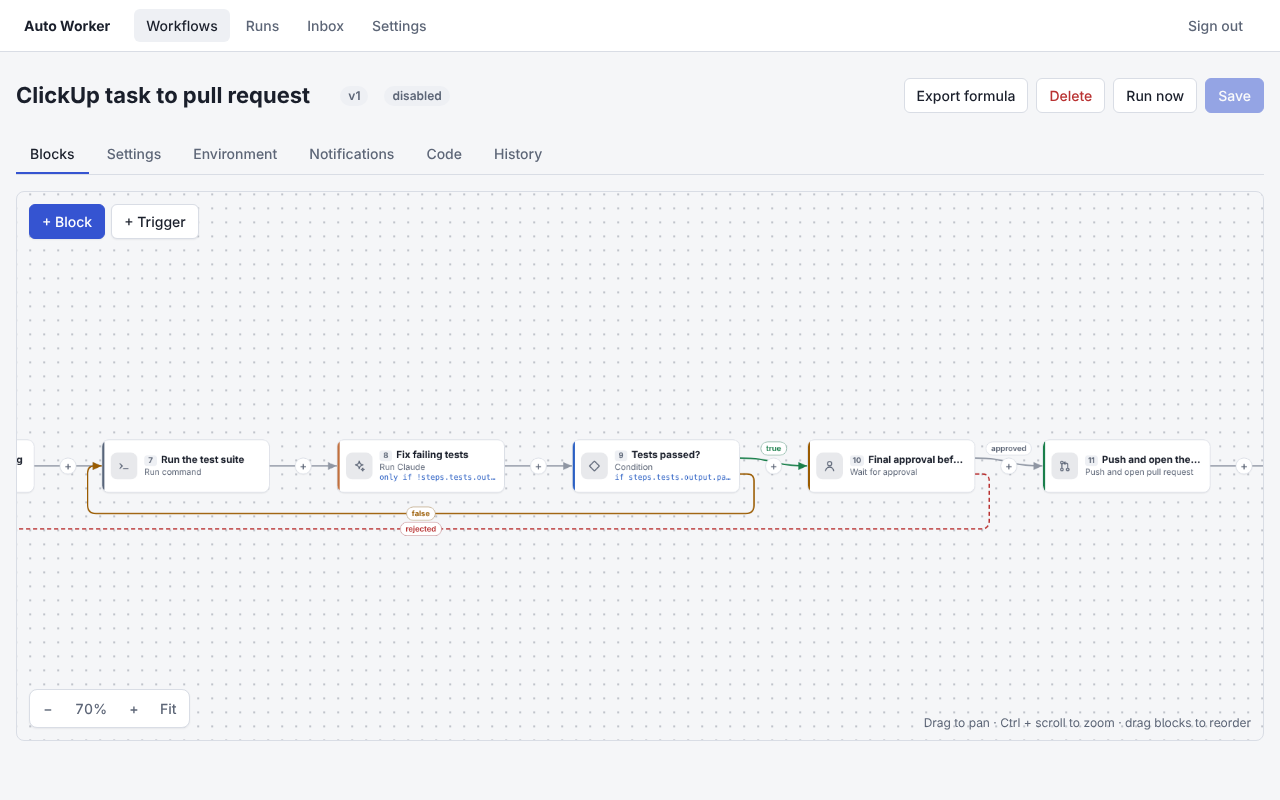 Auto Worker
Workflows
Runs
Inbox
Settings
Sign out
ClickUp task to pull request
v1
disabled
Export formula
Delete
Run now
Save
Blocks
Settings
Environment
Notifications
Code
History
+ Block
+ Trigger
g
+
7 Run the test suite
Run command
+
8 Fix failing tests
Run Claude
only if !steps.tests.out…
+
9 Tests passed?
Condition
if steps.tests.output.pa…
true
+
10 Final approval bef…
Wait for approval
approved
+
11 Push and open the…
Push and open pull request
+
false
rejected
− 70% + Fit
Drag to pan · Ctrl + scroll to zoom · drag blocks to reorder